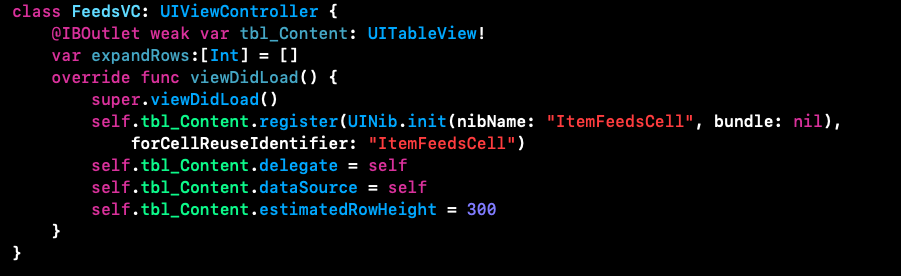 class FeedsVC: UIViewController {
@IBOutlet weak var tbl_Content: UITableView!
var expandRows:[Int] = []
override func viewDidLoad() {
super.viewDidLoad()
self.tbl_Content.register(UINib.init(nibName: "ItemFeedsCell", bundle: nil),
forCellReuseIdentifier: "ItemFeedsCell")
self.tbl_Content.delegate = self
self.tbl_Content.dataSource = self
self.tbl_Content.estimatedRowHeight = 300
}
}